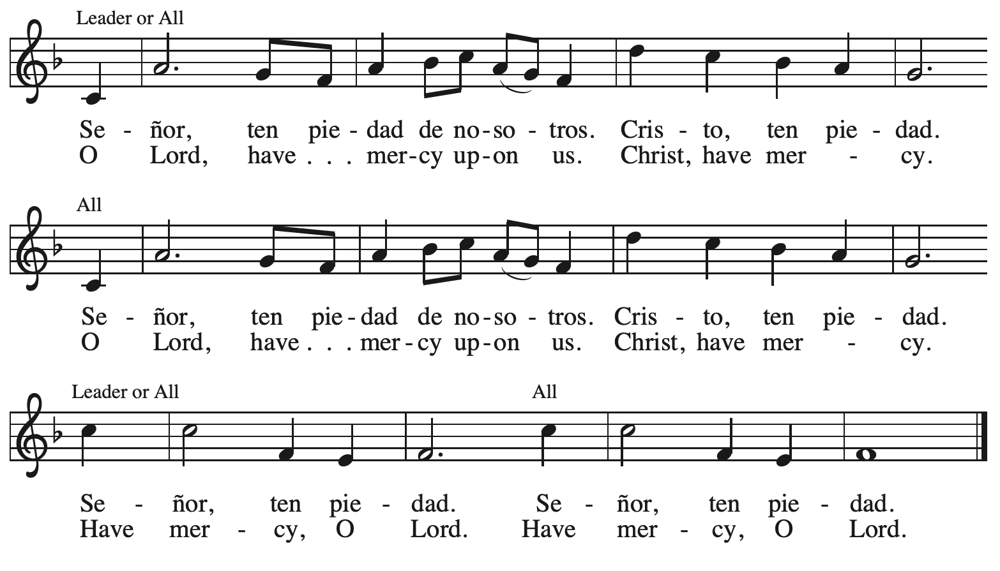 Leader or All
Se - ñor, ten pie - dad de no - so - tros. Cris - to, ten pie - dad.
O Lord, have . . . mer - cy up - on us. Christ, have mer - cy.
All
Se - ñor, ten pie - dad de no - so - tros. Cris - to, ten pie - dad.
O Lord, have . . . mer - cy up - on us. Christ, have mer - cy.
Leader or All All
Se - ñor, ten pie - dad. Se - ñor, ten pie - dad.
Have mer - cy, O Lord. Have mer - cy, O Lord.